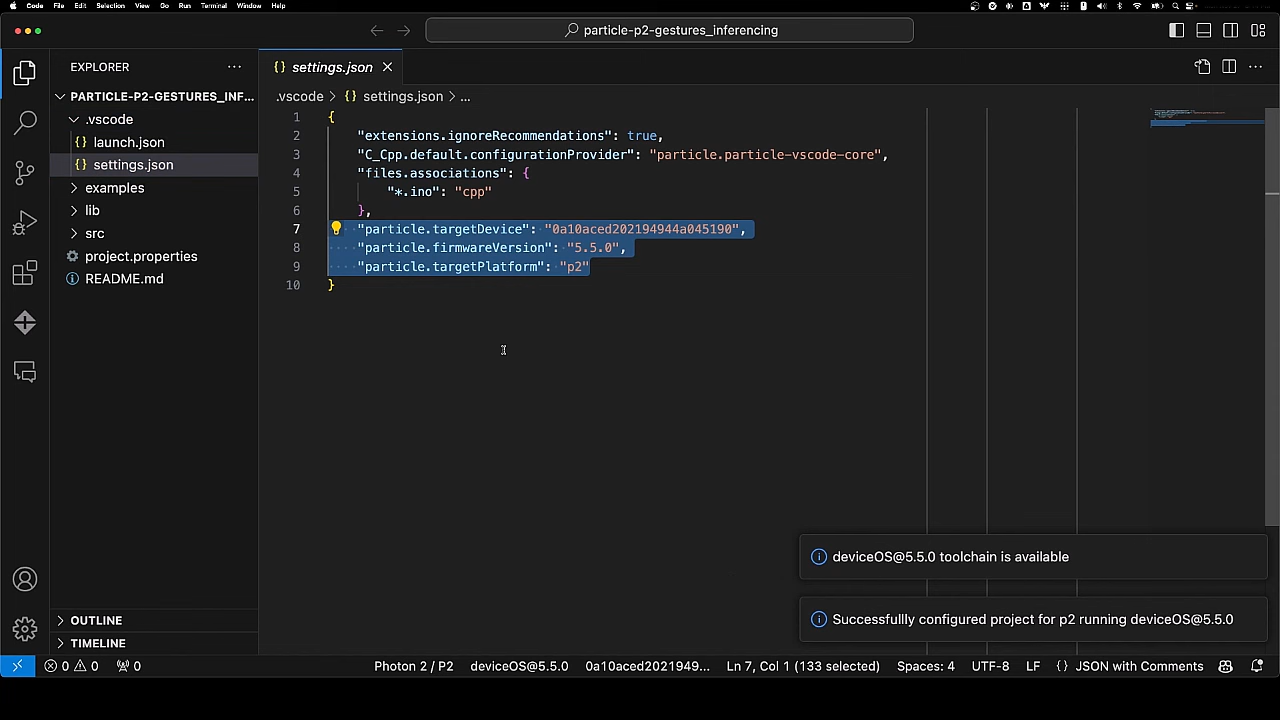 Code File Edit Selection View Go Run Terminal Window Help
particle-p2-gestures_inferencing
EXPLORER ...
settings.json
PARTICLE-P2-GESTURES_INF...
.vscode
launch.json
settings.json
examples
lib
src
project.properties
README.md
OUTLINE
TIMELINE
.vscode > {} settings.json > ...
1 {
2 "extensions.ignoreRecommendations": true,
3 "C_Cpp.default.configurationProvider": "particle.particle-vscode-core",
4 "files.associations": {
5 "*.ino": "cpp"
6 },
7 "particle.targetDevice": "0a10aced202194944a045190",
8 "particle.firmwareVersion": "5.5.0",
9 "particle.targetPlatform": "p2"
10 }
deviceOS@5.5.0 toolchain is available
Successfullly configured project for p2 running deviceOS@5.5.0
0 0 0 Photon 2 / P2 deviceOS@5.5.0 0a10aced2021949... Ln 7, Col 1 (133 selected) Spaces: 4 UTF-8 LF {} JSON with Comments